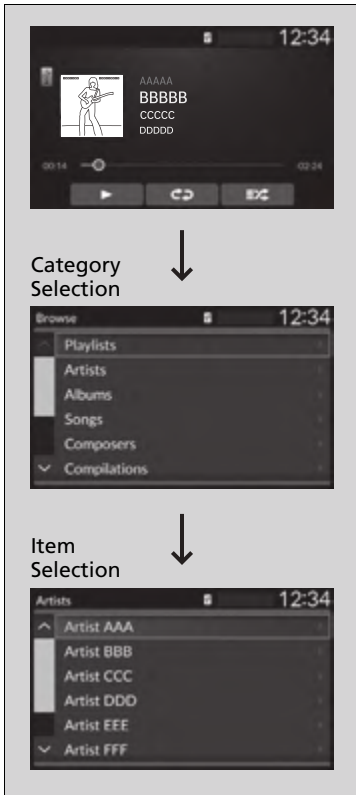 12:34
AAAAA
BBBBB
CCCCC
DDDDD
00:14 02:24
Category
Selection
Browse 12:34
Playlists
Artists
Albums
Songs
Composers
Compilations
Item
Selection
Artists 12:34
Artist AAA
Artist BBB
Artist CCC
Artist DDD
Artist EEE
Artist FFF